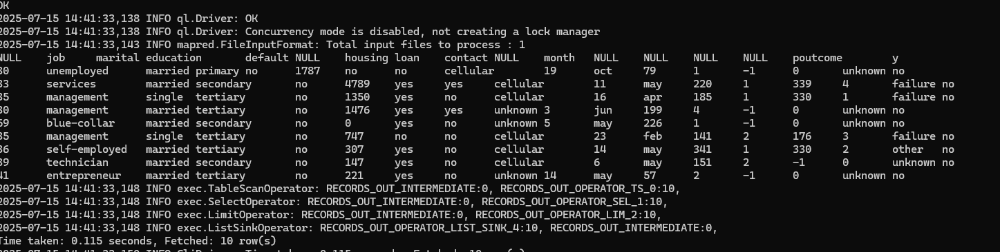 OK
2025-07-15 14:41:33,138 INFO ql.Driver: OK
2025-07-15 14:41:33,138 INFO ql.Driver: Concurrency mode is disabled, not creating a lock manager
2025-07-15 14:41:33,143 INFO mapred.FileInputFormat: Total input files to process : 1
NULL job marital education default NULL housing loan contact NULL month NULL NULL NULL NULL poutcome y
30 unemployed married primary no 1787 no no cellular 19 oct 79 1 -1 0 unknown no
33 services married secondary no 4789 yes yes cellular 11 may 220 1 339 4 failure no
35 management single tertiary no 1350 yes no cellular 16 apr 185 1 330 1 failure no
30 management married tertiary no 1476 yes yes unknown 3 jun 199 4 -1 0 unknown no
59 blue-collar married secondary no 0 yes no unknown 5 may 226 1 -1 0 unknown no
35 management single tertiary no 747 no no cellular 23 feb 141 2 176 3 failure no
36 self-employed married tertiary no 307 yes no cellular 14 may 341 1 330 2 other no
39 technician married secondary no 147 yes no cellular 6 may 151 2 -1 0 unknown no
41 entrepreneur married tertiary no 221 yes no unknown 14 may 57 2 -1 0 unknown no
2025-07-15 14:41:33,148 INFO exec.TableScanOperator: RECORDS_OUT_INTERMEDIATE:0, RECORDS_OUT_OPERATOR_TS_0:10,
2025-07-15 14:41:33,148 INFO exec.SelectOperator: RECORDS_OUT_INTERMEDIATE:0, RECORDS_OUT_OPERATOR_SEL_1:10,
2025-07-15 14:41:33,148 INFO exec.LimitOperator: RECORDS_OUT_INTERMEDIATE:0, RECORDS_OUT_OPERATOR_LIM_2:10,
2025-07-15 14:41:33,148 INFO exec.ListSinkOperator: RECORDS_OUT_OPERATOR_LIST_SINK_4:10, RECORDS_OUT_INTERMEDIATE:0,
Time taken: 0.115 seconds, Fetched: 10 row(s)